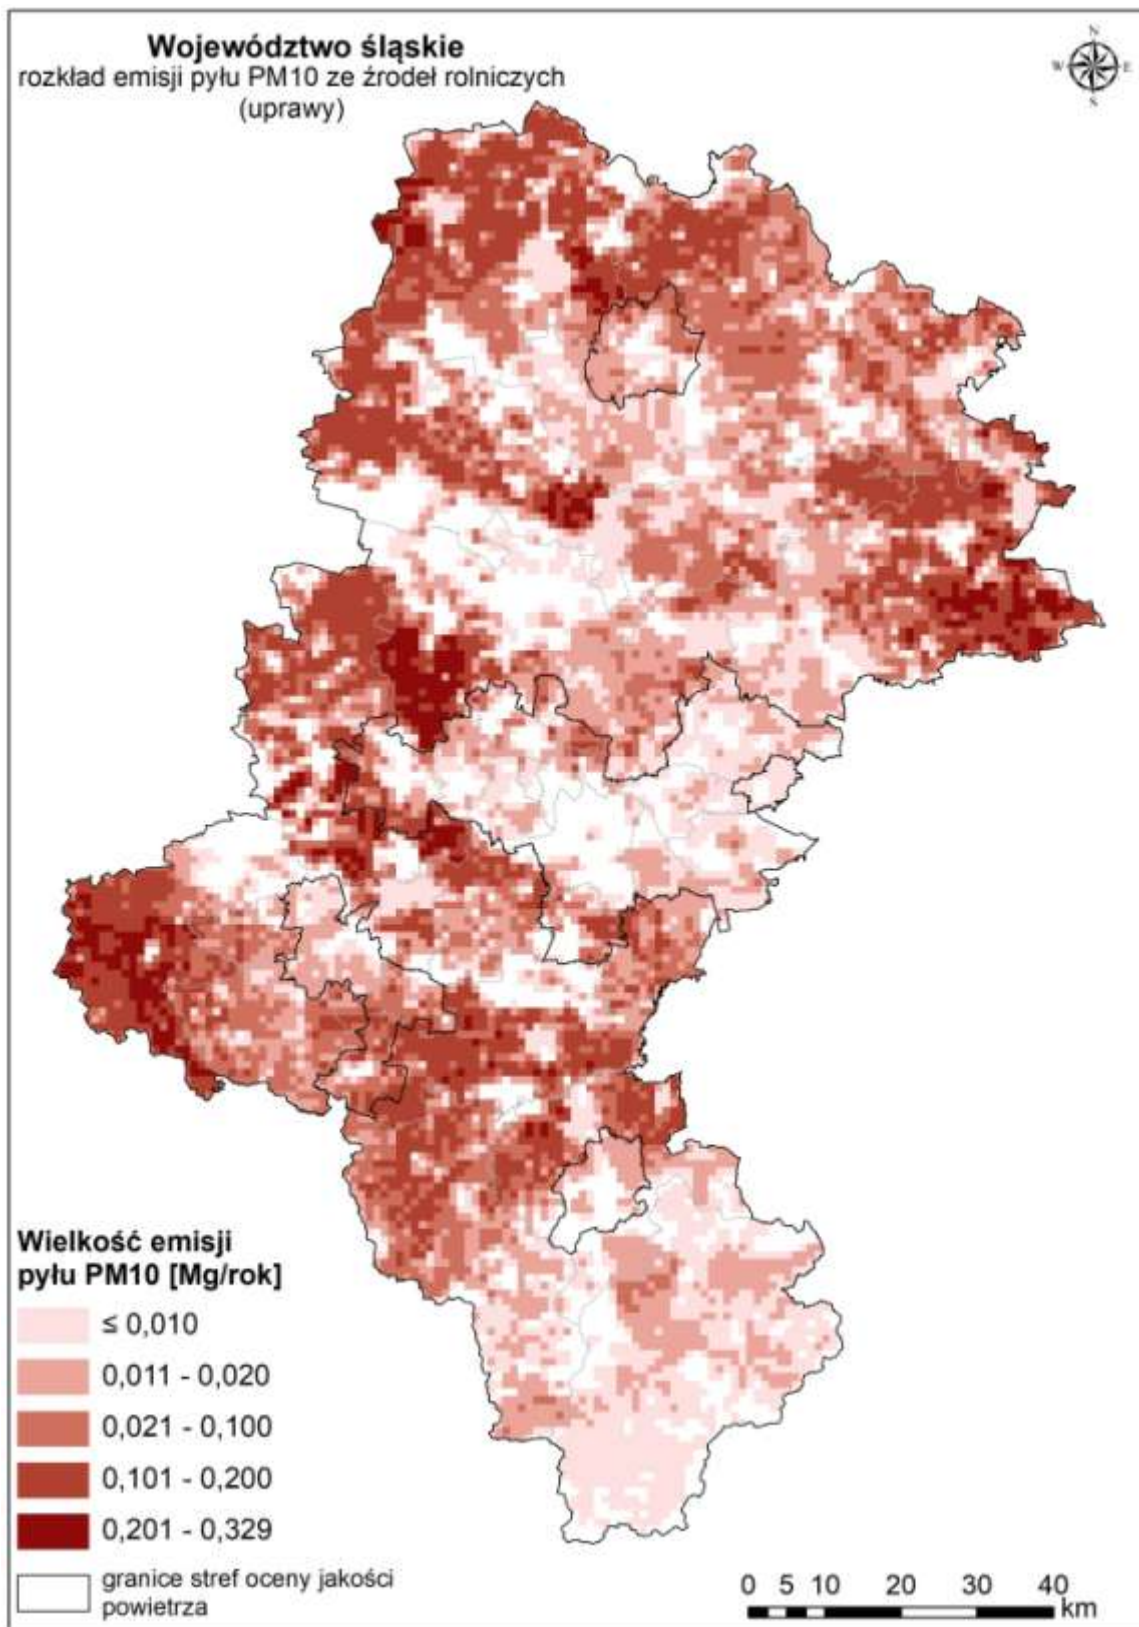 Województwo śląskie
rozkład emisji pyłu PM10 ze źrodeł rolniczych
(uprawy)
N
W E
S
Wielkość emisji
pyłu PM10 [Mg/rok]
≤ 0,010
0,011 - 0,020
0,021 - 0,100
0,101 - 0,200
0,201 - 0,329
granice stref oceny jakości
powietrza
0 5 10 20 30 40
km